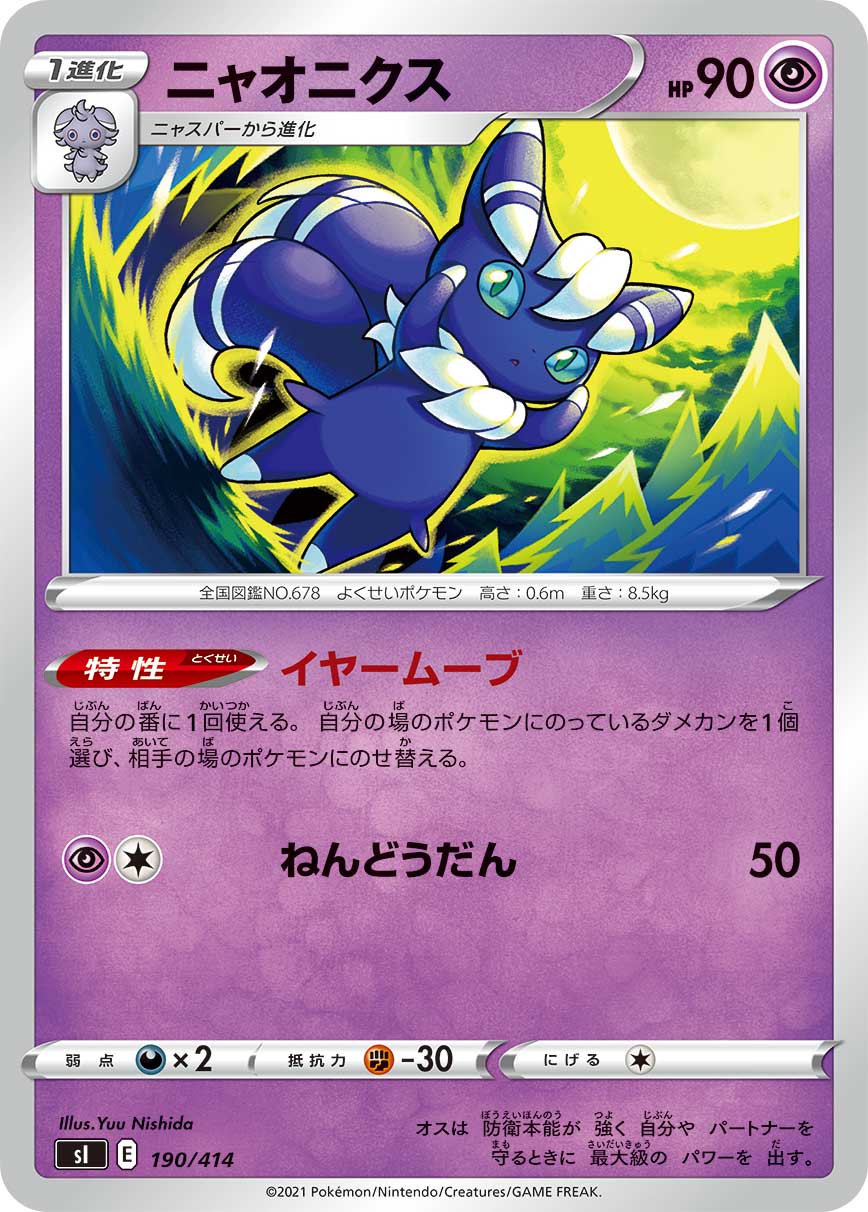 1進化
ニャオニクス
HP90
ニャスパーから進化
全国図鑑NO.678 よくせいポケモン 高さ:0.6m 重さ:8.5kg
特性 とくせい イヤームーブ
じぶん ばん かいつか じぶん ば こ
自分の番に1回使える。自分の場のポケモンにのっているダメカンを1個
えら あいて ば か
選び、相手の場のポケモンにのせ替える。
ねんどうだん 50
弱点 ×2 抵抗力 -30 にげる
Illus.Yuu Nishida
ぼうえいほんのう つよ じぶん
オスは 防衛本能が 強く 自分や パートナーを
まも さいだいきゅう だ
守るときに 最大級の パワーを 出す。
sI E 190/414
©2021 Pokémon/Nintendo/Creatures/GAME FREAK.